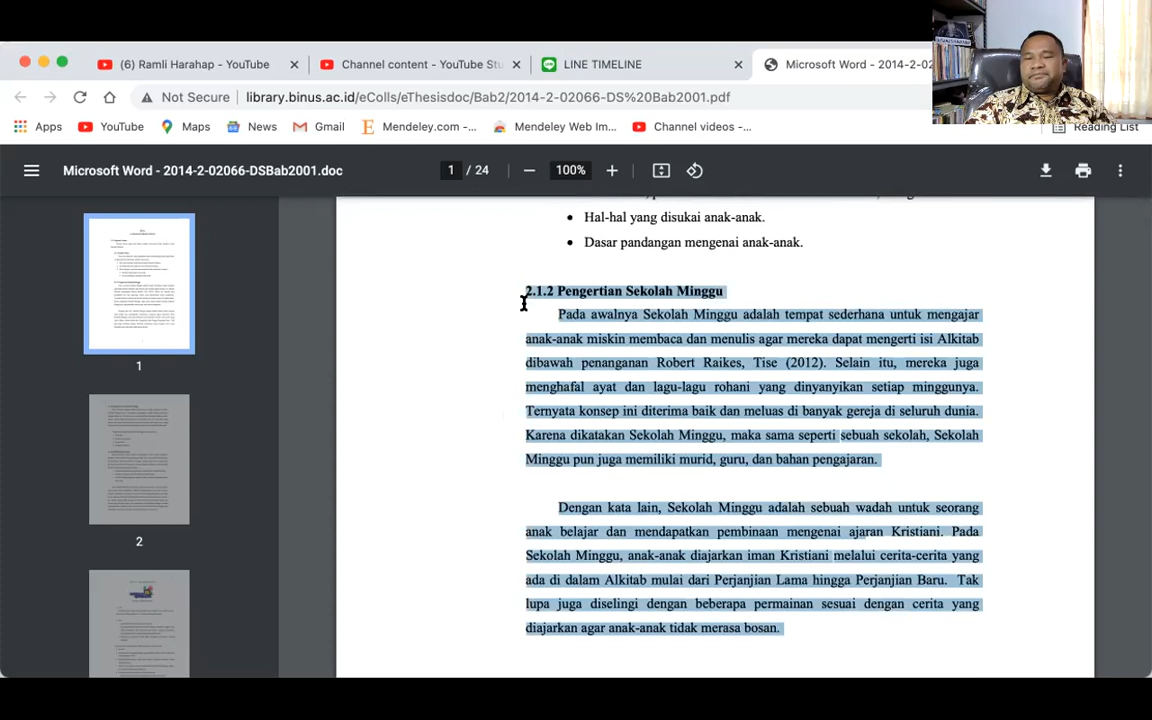 (6) Ramli Harahap - YouTube
Channel content - YouTube Stu
LINE TIMELINE
Microsoft Word - 2014-2-02
Not Secure
library.binus.ac.id/eColls/eThesisdoc/Bab2/2014-2-02066-DS%20Bab2001.pdf
Apps
YouTube
Maps
News
Gmail
Mendeley.com -...
Mendeley Web Im...
Channel videos -...
Reading List
Microsoft Word - 2014-2-02066-DSBab2001.doc
1 / 24
100%
• Hal-hal yang disukai anak-anak.
• Dasar pandangan mengenai anak-anak.
2.1.2 Pengertian Sekolah Minggu
Pada awalnya Sekolah Minggu adalah tempat sederhana untuk mengajar
anak-anak miskin membaca dan menulis agar mereka dapat mengerti isi Alkitab
dibawah penanganan Robert Raikes, Tise (2012). Selain itu, mereka juga
menghafal ayat dan lagu-lagu rohani yang dinyanyikan setiap minggunya.
Ternyata konsep ini diterima baik dan meluas di banyak gereja di seluruh dunia.
Karena dikatakan Sekolah Minggu, maka sama seperti sebuah sekolah, Sekolah
Minggu pun juga memiliki murid, guru, dan bahan pengajaran.
Dengan kata lain, Sekolah Minggu adalah sebuah wadah untuk seorang
anak belajar dan mendapatkan pembinaan mengenai ajaran Kristiani. Pada
Sekolah Minggu, anak-anak diajarkan iman Kristiani melalui cerita-cerita yang
ada di dalam Alkitab mulai dari Perjanjian Lama hingga Perjanjian Baru. Tak
lupa juga diselingi dengan beberapa permainan sesuai dengan cerita yang
diajarkan agar anak-anak tidak merasa bosan.
1
2